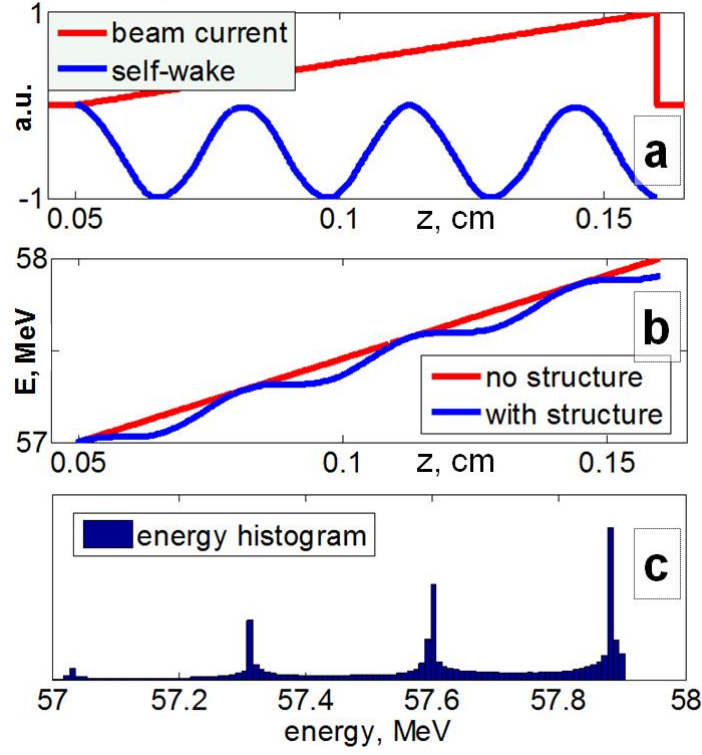 1
beam current
self-wake
a.u.
-1
a
0.05
0.1
z, cm
0.15
58
E, MeV
57
b
no structure
with structure
0.05
0.1
z, cm
0.15
energy histogram
c
57
57.2
57.4
57.6
57.8
58
energy, MeV